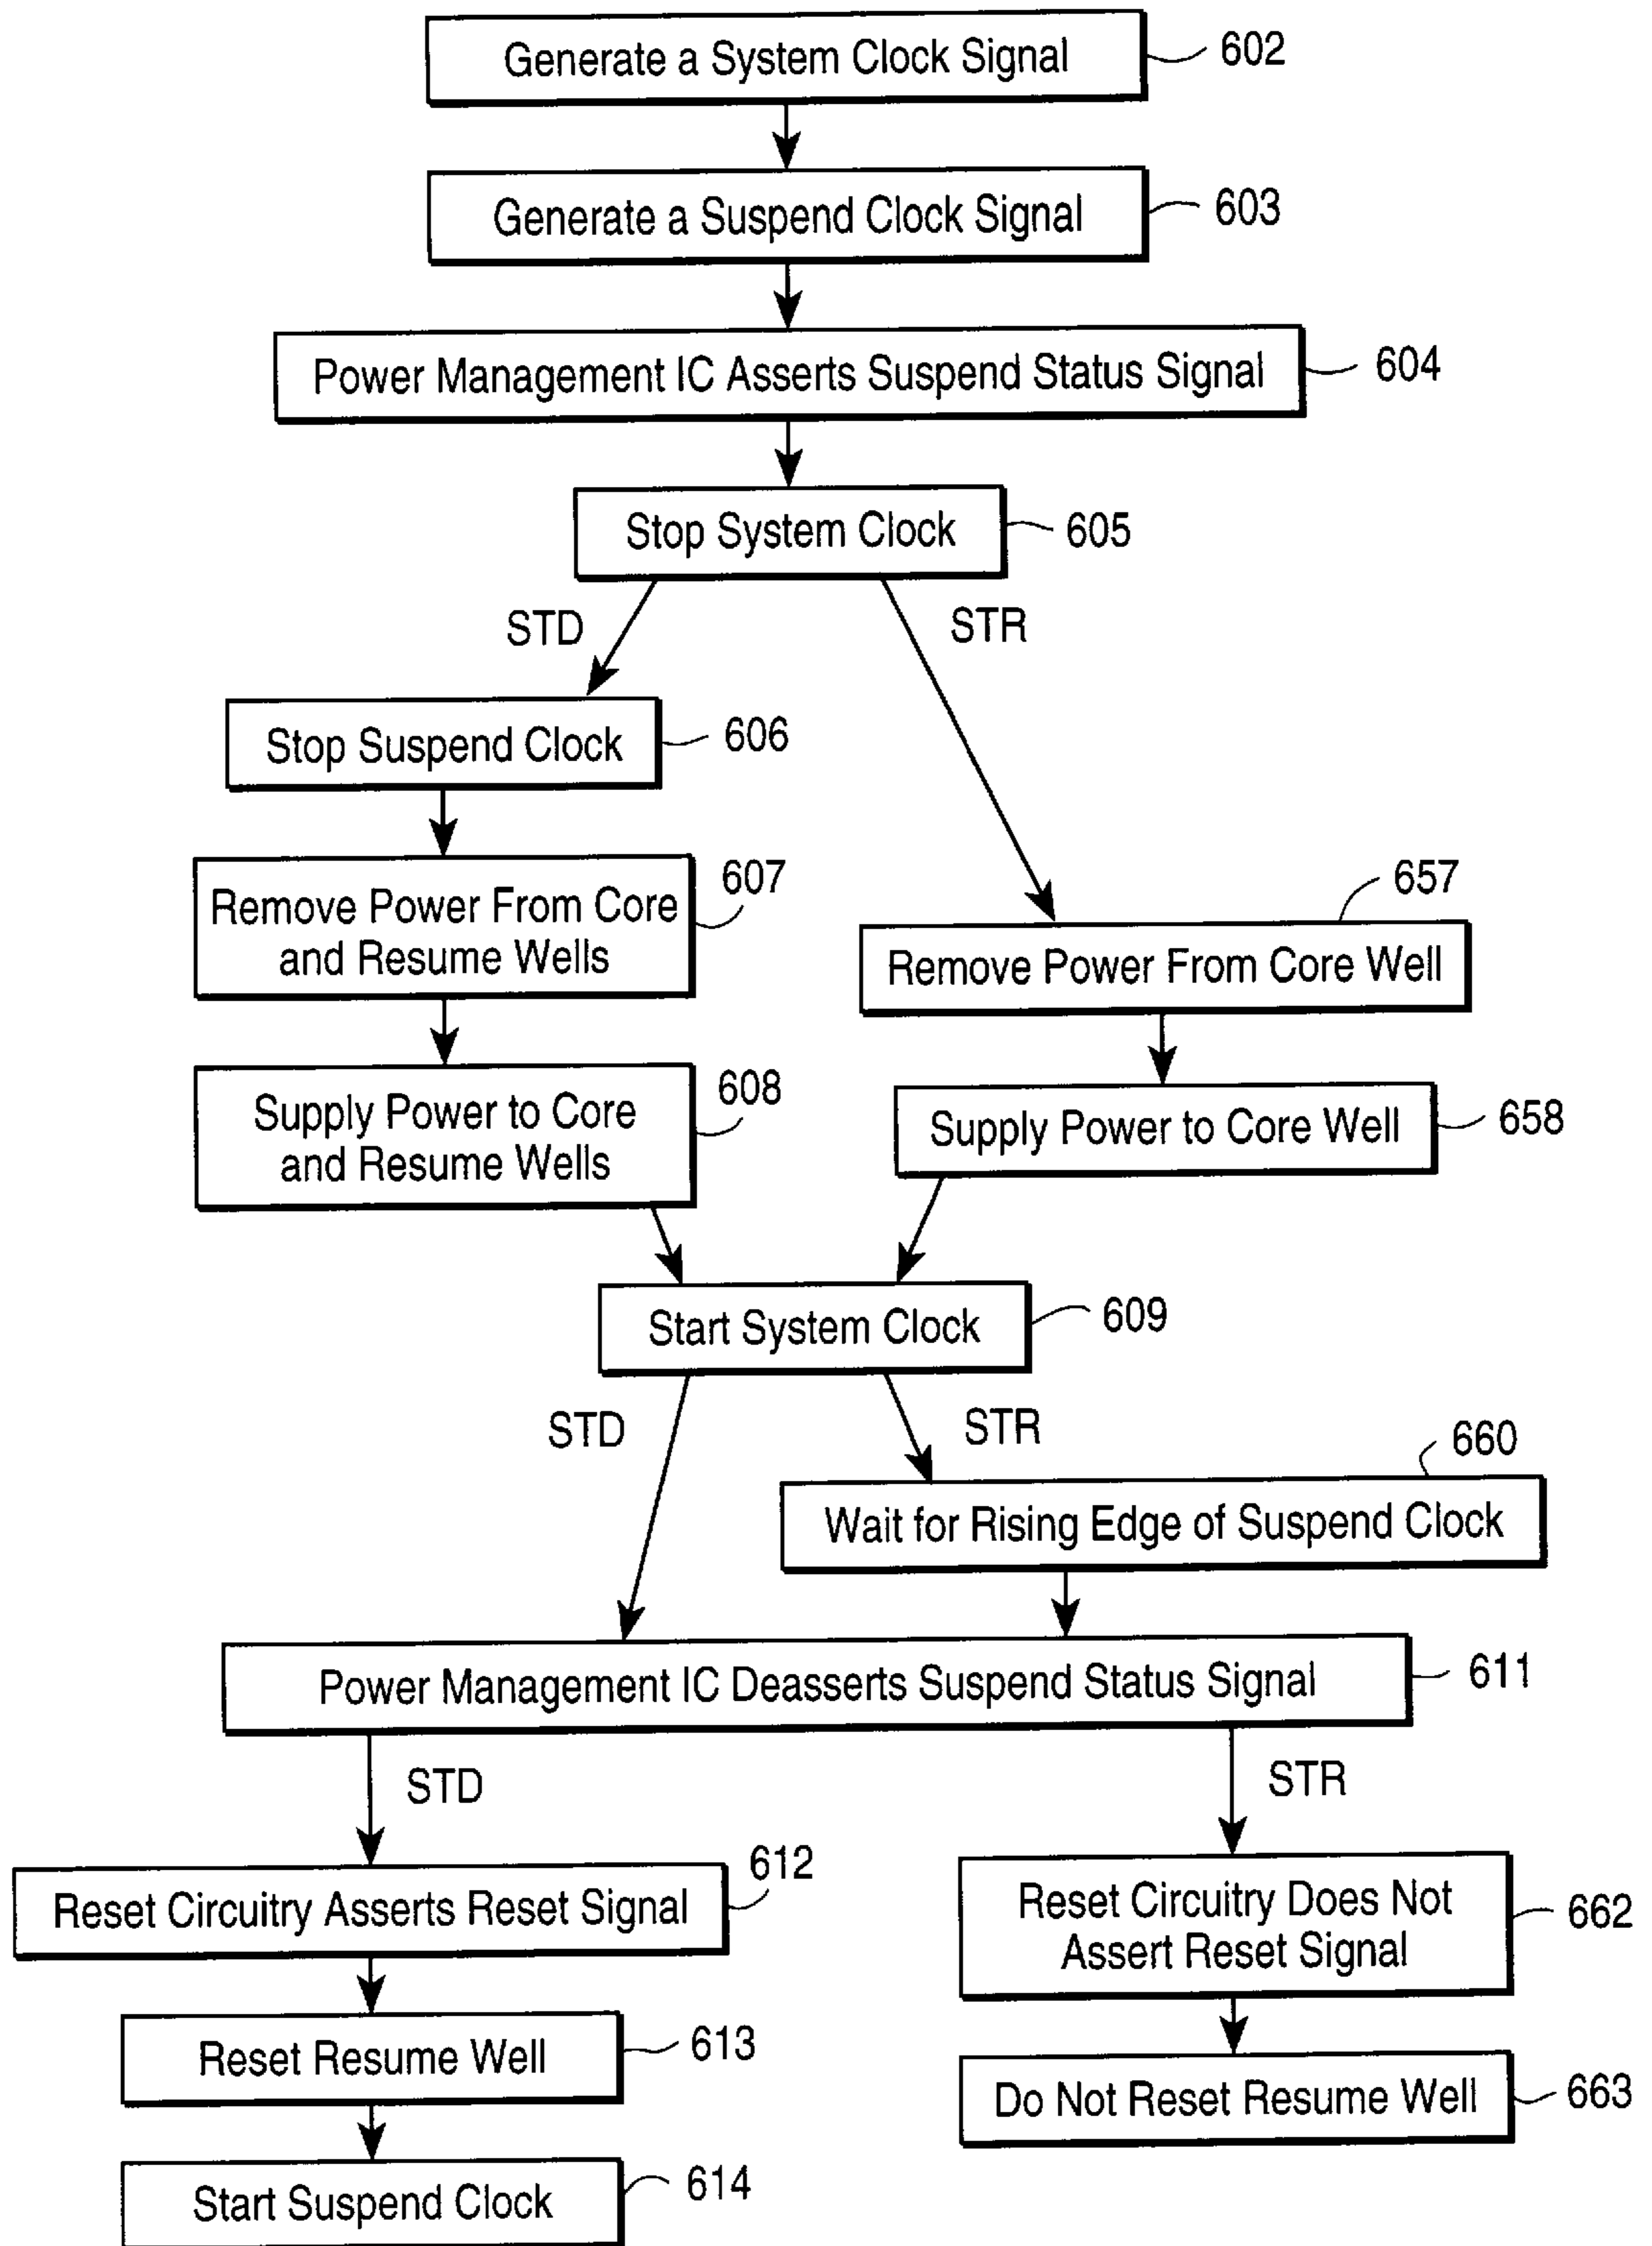 Generate a System Clock Signal
602
Generate a Suspend Clock Signal
603
Power Management IC Asserts Suspend Status Signal
604
Stop System Clock
605
STD
STR
Stop Suspend Clock
606
Remove Power From Core
and Resume Wells
607
Remove Power From Core Well
657
Supply Power to Core
and Resume Wells
608
Supply Power to Core Well
658
Start System Clock
609
STD
STR
Wait for Rising Edge of Suspend Clock
660
Power Management IC Deasserts Suspend Status Signal
611
STD
STR
Reset Circuitry Asserts Reset Signal
612
Reset Circuitry Does Not
Assert Reset Signal
662
Reset Resume Well
613
Do Not Reset Resume Well
663
Start Suspend Clock
614